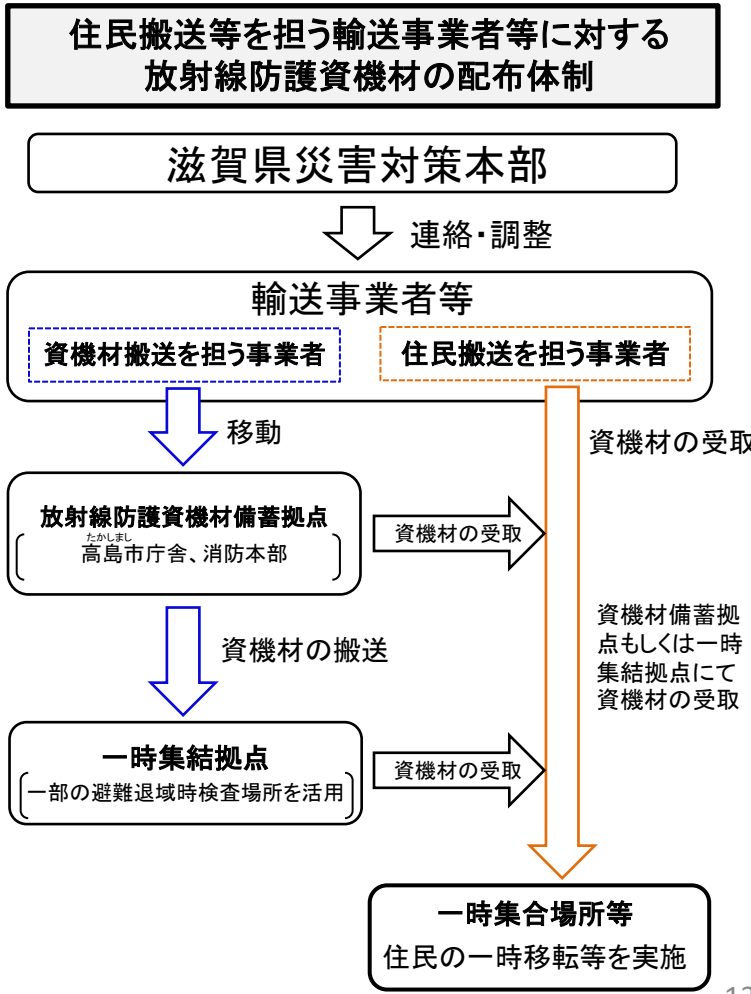 住民搬送等を担う輸送事業者等に対する
放射線防護資機材の配布体制
滋賀県災害対策本部
連絡・調整
輸送事業者等
資機材搬送を担う事業者
住民搬送を担う事業者
移動
資機材の受取
放射線防護資機材備蓄拠点
たかしまし
高島市庁舎、消防本部
資機材の受取
資機材の搬送
資機材備蓄拠
点もしくは一時
集結拠点にて
資機材の受取
一時集結拠点
一部の避難退域時検査場所を活用
資機材の受取
一時集合場所等
住民の一時移転等を実施